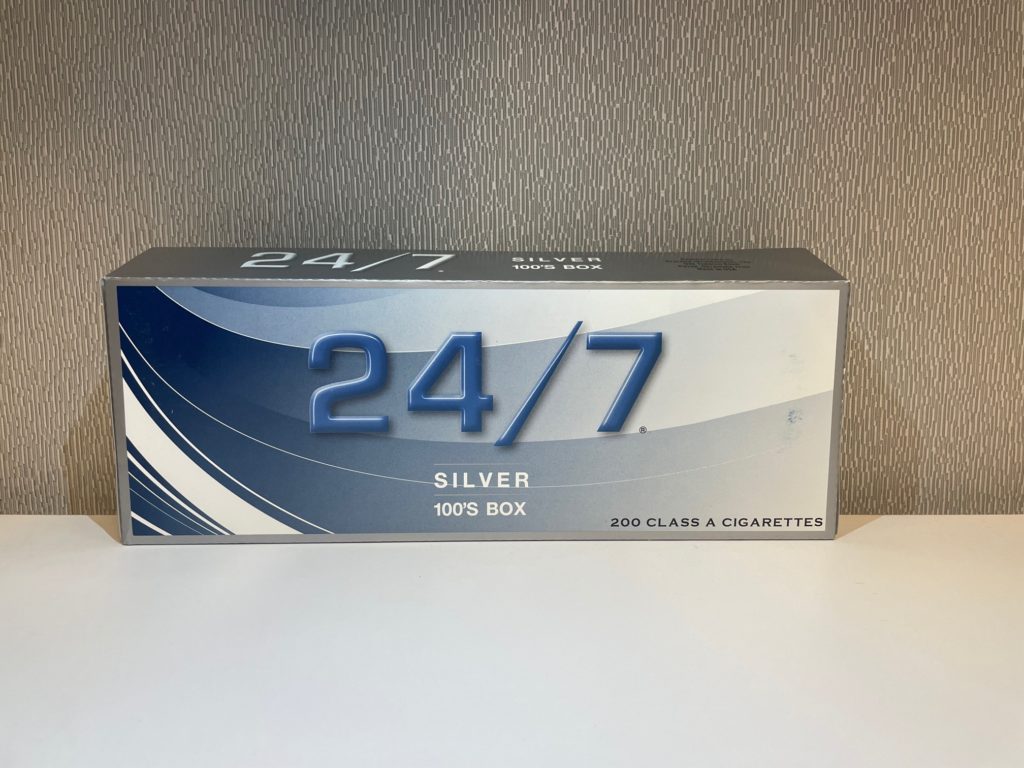 24/7
SILVER
100'S BOX
24/7®
SILVER
100'S BOX
200 CLASS A CIGARETTES